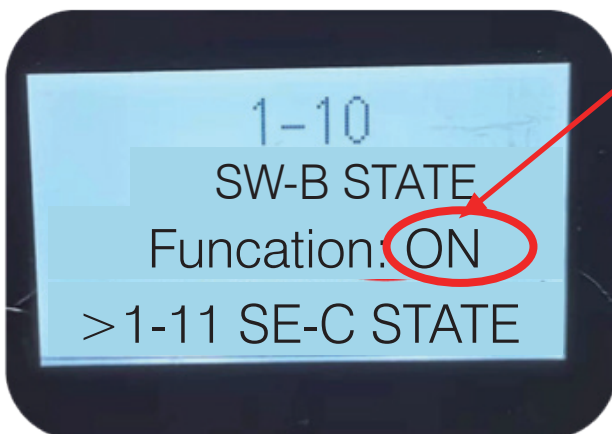 1-10
SW-B STATE
Funcation: ON
>1-11 SE-C STATE